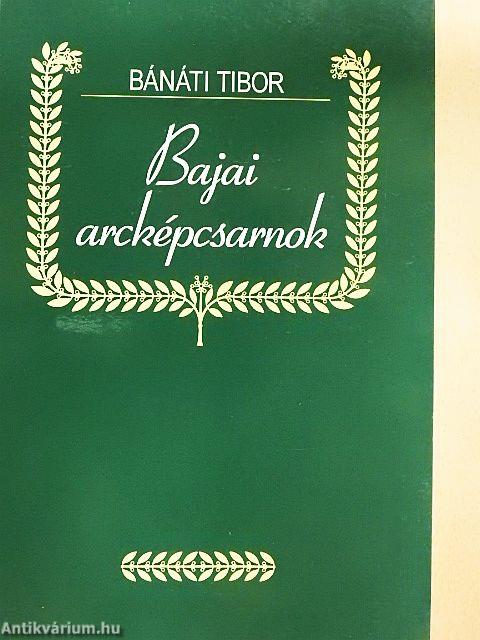 BÁNÁTI TIBOR
Bajai
arcképcsarnok
Antikvárium.hu